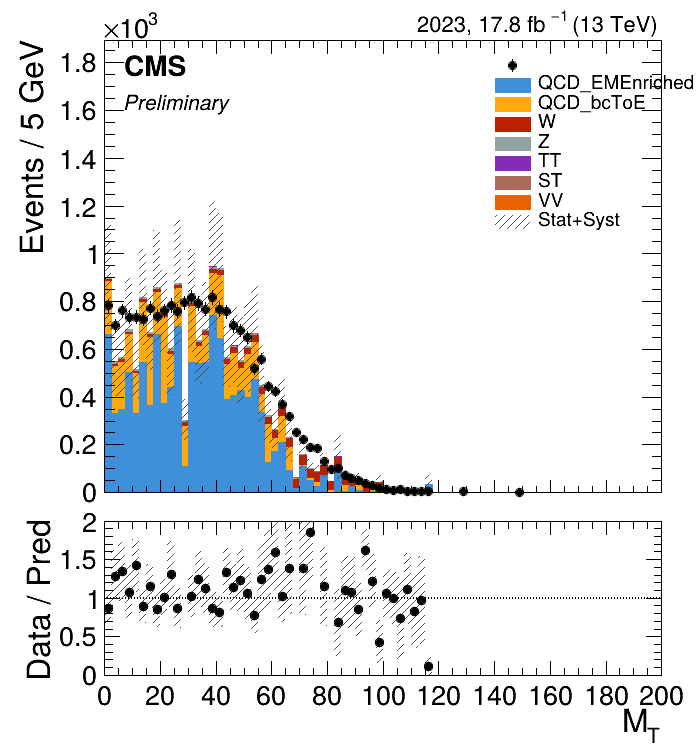 ×10³
2023, 17.8 fb⁻¹ (13 TeV)
CMS
Preliminary
QCD_EMEnriched
QCD_bcToE
W
Z
TT
ST
VV
Stat+Syst
Events / 5 GeV
1.8
1.6
1.4
1.2
1
0.8
0.6
0.4
0.2
0
Data / Pred
2
1.5
1
0.5
0
0 20 40 60 80 100 120 140 160 180 200
M_T